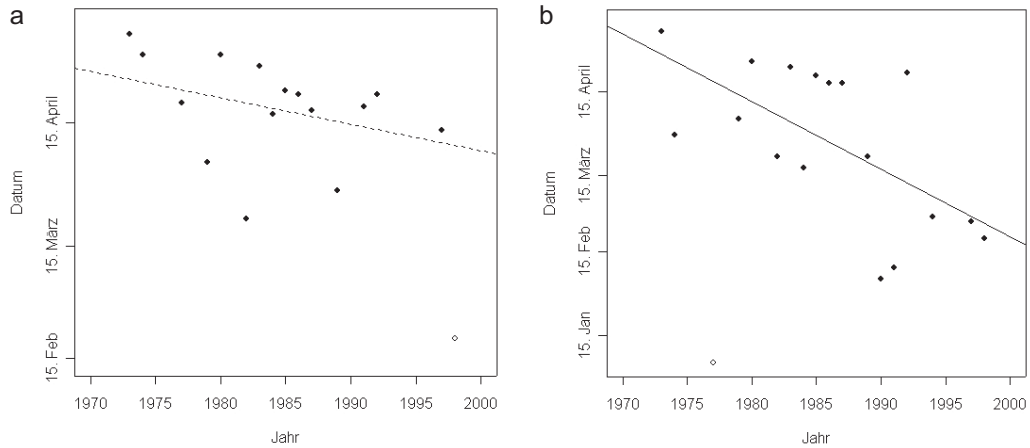 a
Datum
15. April
15. März
15. Feb
1970 1975 1980 1985 1990 1995 2000
Jahr
b
Datum
15. April
15. März
15. Feb
15. Jan
1970 1975 1980 1985 1990 1995 2000
Jahr